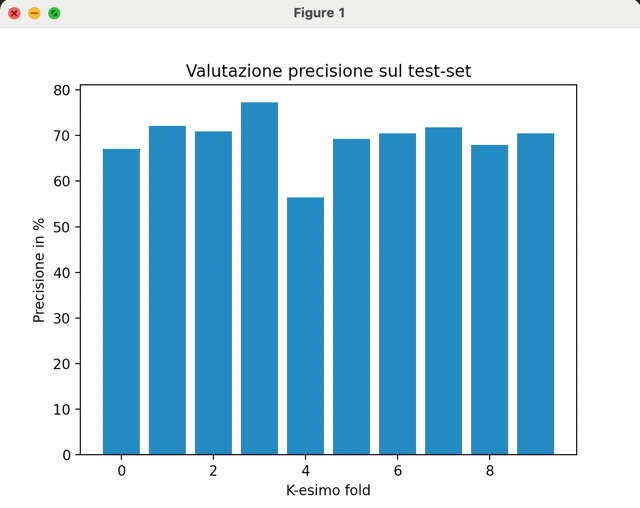 Figure 1
Valutazione precisione sul test-set
80
70
60
50
40
30
20
10
0
Precisione in %
0 2 4 6 8
K-esimo fold